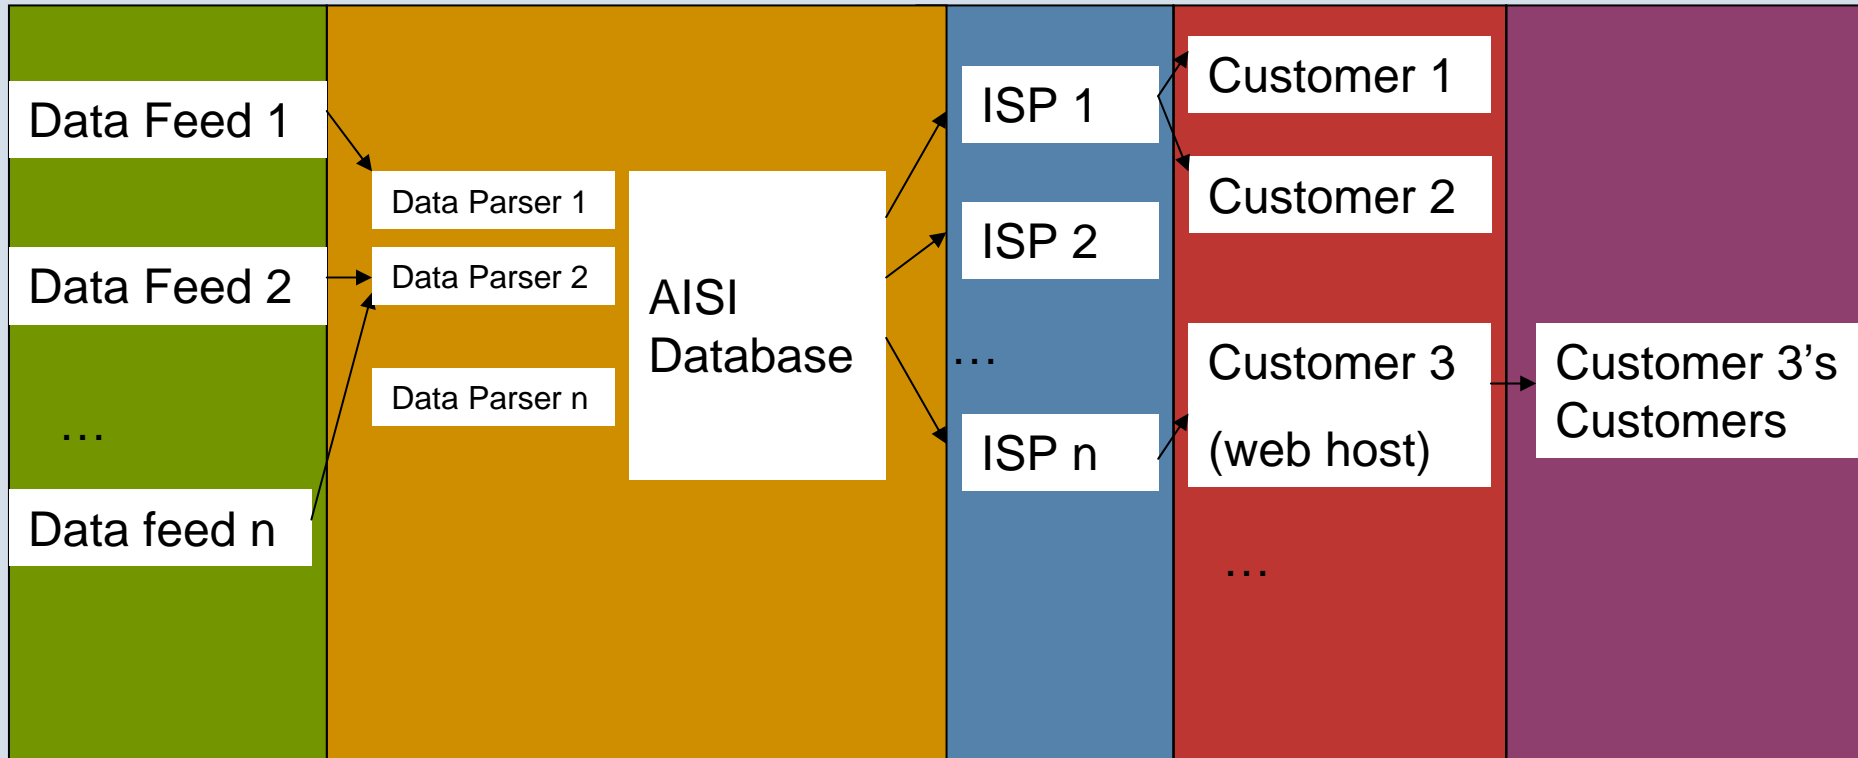 Data Feed 1
Data Feed 2
…
Data feed n
Data Parser 1
Data Parser 2
Data Parser n
AISI
Database
ISP 1
ISP 2
…
ISP n
Customer 1
Customer 2
Customer 3
(web host)
…
Customer 3’s
Customers